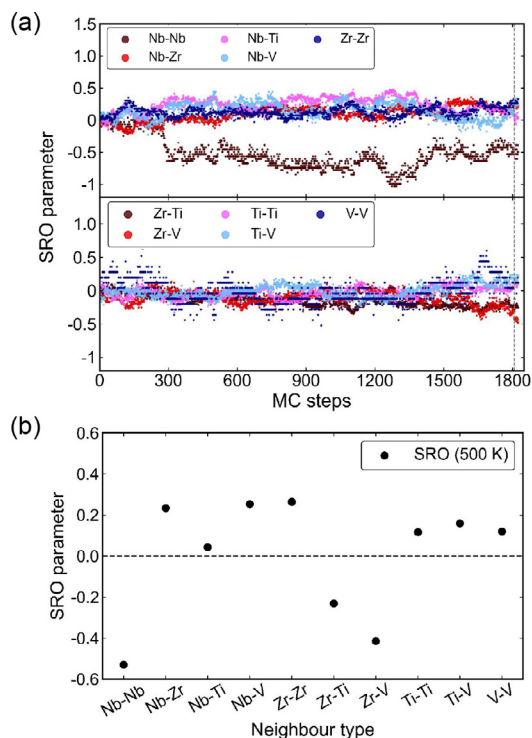 (a)
Nb-Nb Nb-Ti Zr-Zr
Nb-Zr Nb-V
1.5
1
0.5
0
-0.5
-1
Zr-Ti Ti-Ti V-V
Zr-V Ti-V
1
0.5
0
-0.5
-1
SRO parameter
0 300 600 900 1200 1500 1800
MC steps
(b)
SRO (500 K)
0.6
0.4
0.2
0.0
-0.2
-0.4
-0.6
SRO parameter
Nb-Nb Nb-Zr Nb-Ti Nb-V Zr-Zr Zr-Ti Zr-V Ti-Ti Ti-V V-V
Neighbour type